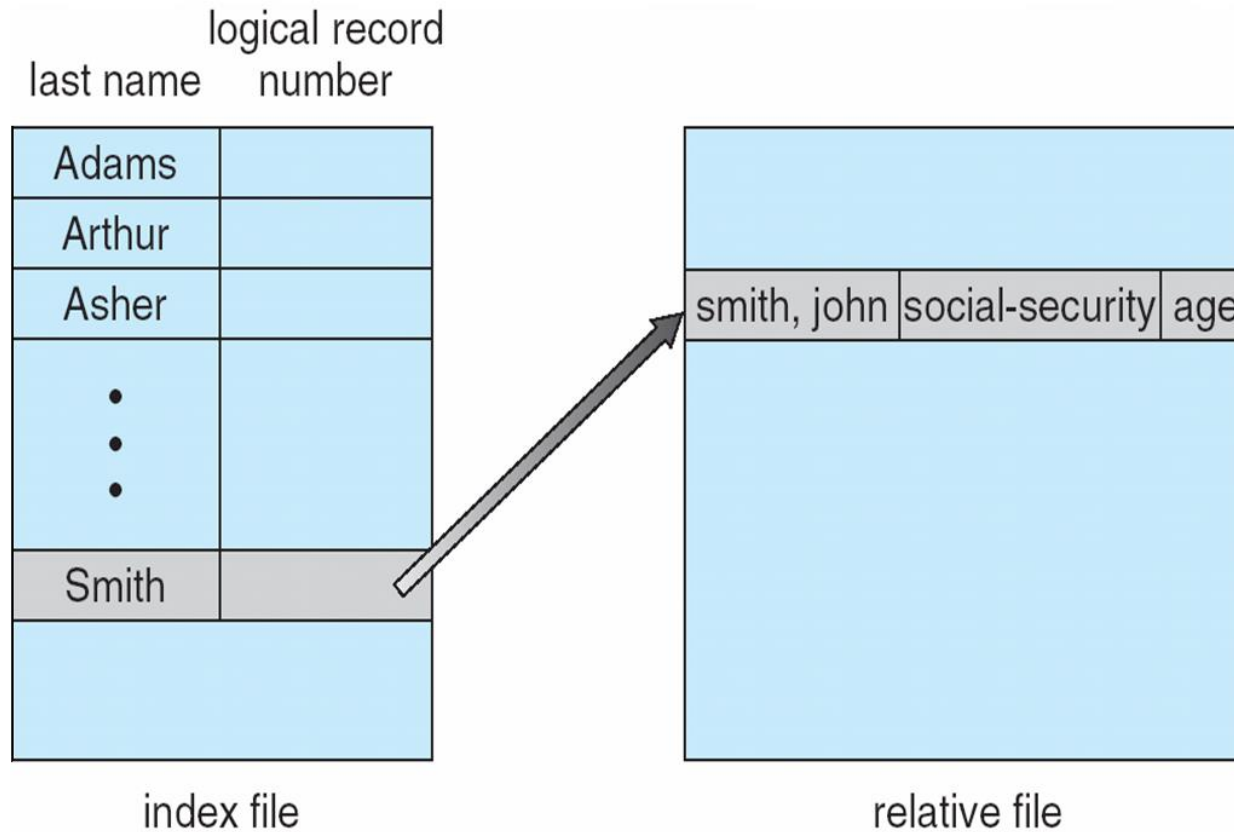 logical record
last name number
Adams
Arthur
Asher
smith, john social-security age
Smith
index file relative file